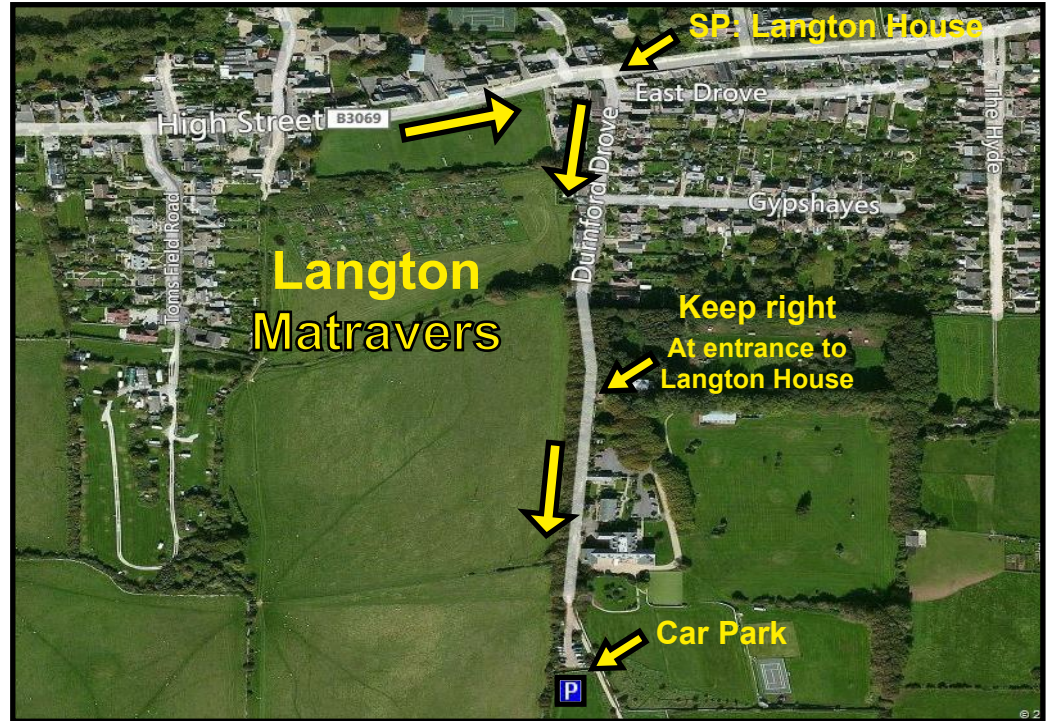 SP: Langton House
East Drove
High Street B3069
The Hyde
Durnford Drove
Gypshayes
Toms Field Road
Langton
Matravers
Keep right
At entrance to
Langton House
Car Park
P
© 2